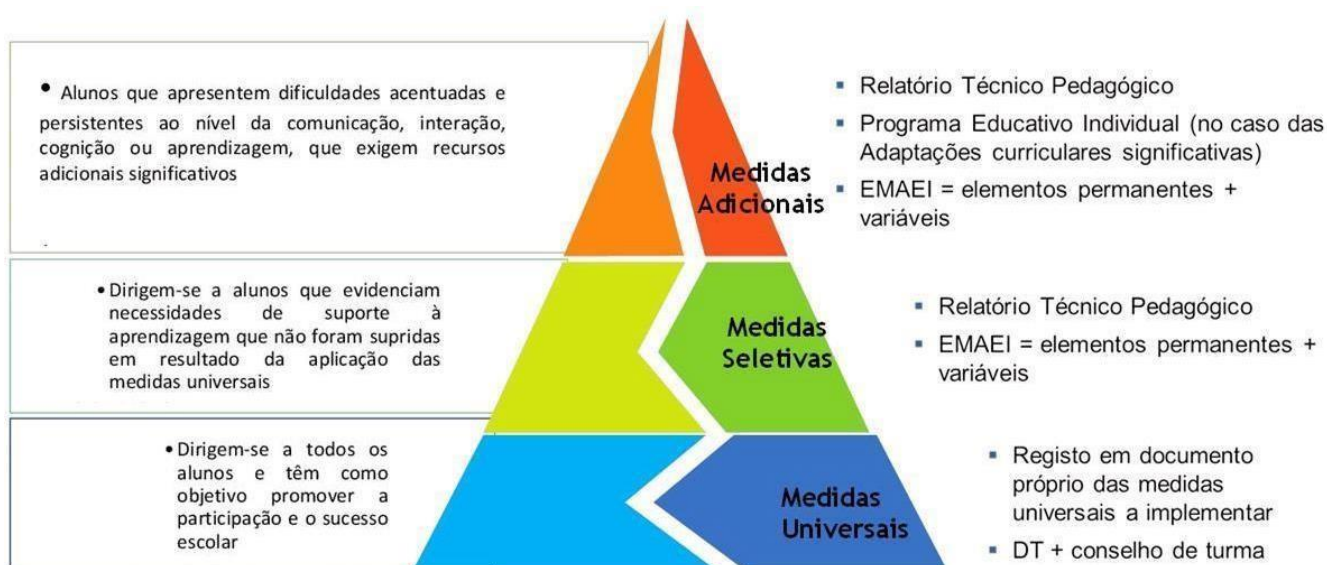 • Alunos que apresentem dificuldades acentuadas e
persistentes ao nível da comunicação, interação,
cognição ou aprendizagem, que exigem recursos
adicionais significativos
Medidas
Adicionais
▪ Relatório Técnico Pedagógico
▪ Programa Educativo Individual (no caso das
Adaptações curriculares significativas)
▪ EMAEI = elementos permanentes +
variáveis
• Dirigem-se a alunos que evidenciam
necessidades de suporte à
aprendizagem que não foram supridas
em resultado da aplicação das
medidas universais
Medidas
Seletivas
▪ Relatório Técnico Pedagógico
▪ EMAEI = elementos permanentes +
variáveis
• Dirigem-se a todos os
alunos e têm como
objetivo promover a
participação e o sucesso
escolar
Medidas
Universais
▪ Registo em documento
próprio das medidas
universais a implementar
▪ DT + conselho de turma